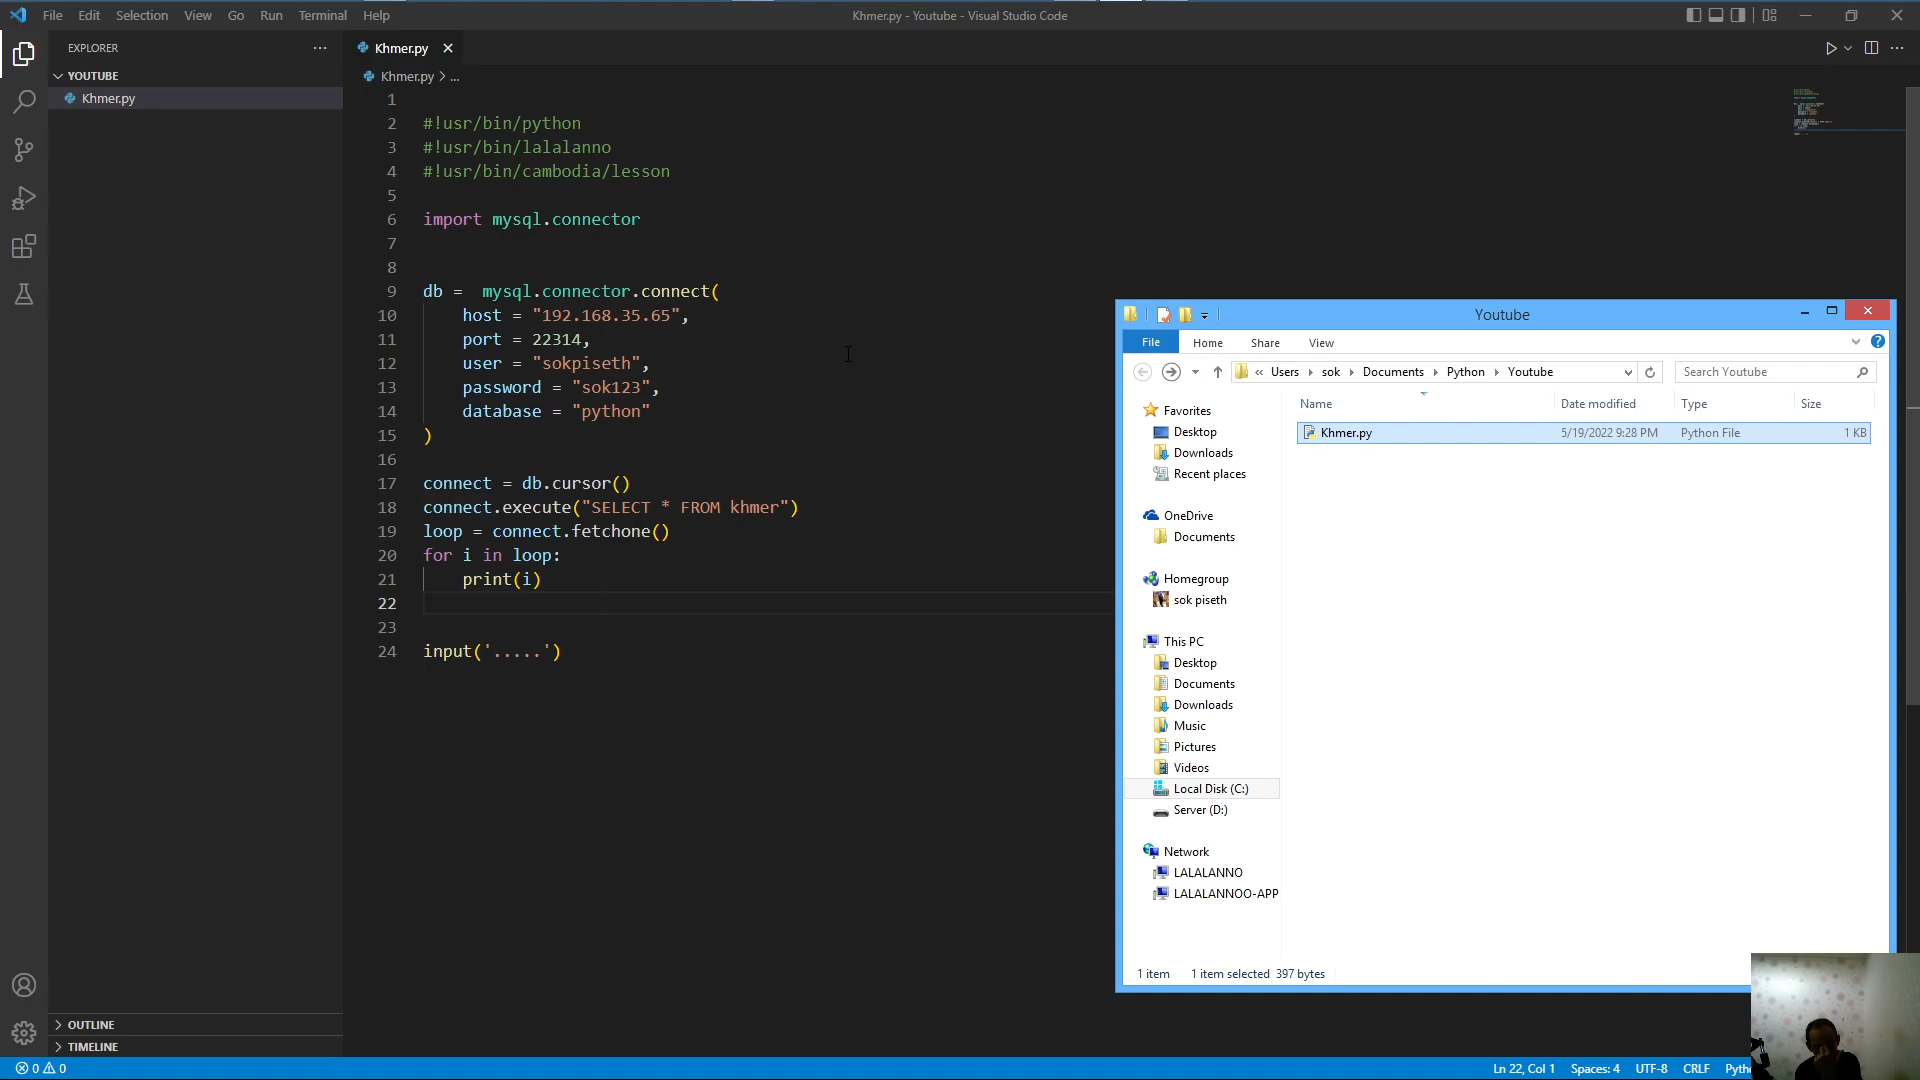 File Edit Selection View Go Run Terminal Help
Khmer.py - Youtube - Visual Studio Code
EXPLORER
YOUTUBE
Khmer.py
OUTLINE
TIMELINE
Khmer.py
Khmer.py > ...
1
2 #!usr/bin/python
3 #!usr/bin/lalalanno
4 #!usr/bin/cambodia/lesson
5
6 import mysql.connector
7
8
9 db =  mysql.connector.connect(
10     host = "192.168.35.65",
11     port = 22314,
12     user = "sokpiseth",
13     password = "sok123",
14     database = "python"
15 )
16
17 connect = db.cursor()
18 connect.execute("SELECT * FROM khmer")
19 loop = connect.fetchone()
20 for i in loop:
21     print(i)
22
23
24 input('.....')
Youtube
File Home Share View
« Users sok Documents Python Youtube
Search Youtube
Name Date modified Type Size
Khmer.py 5/19/2022 9:28 PM Python File 1 KB
Favorites
Desktop
Downloads
Recent places
OneDrive
Documents
Homegroup
sok piseth
This PC
Desktop
Documents
Downloads
Music
Pictures
Videos
Local Disk (C:)
Server (D:)
Network
LALALANNO
LALALANNOO-APP
1 item 1 item selected 397 bytes
0 0
Ln 22, Col 1 Spaces: 4 UTF-8 CRLF